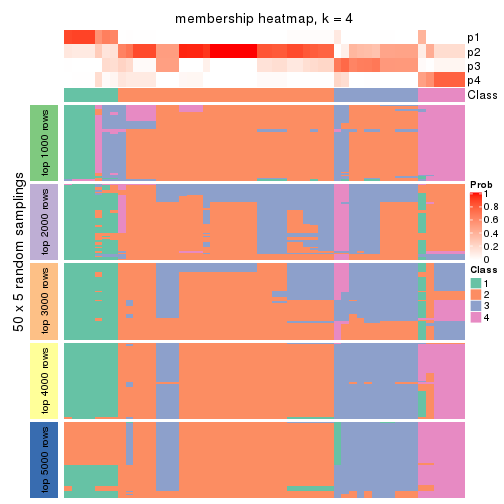 membership heatmap, k = 4
p1
p2
p3
p4
Class
50 x 5 random samplings
top 1000 rows
top 2000 rows
top 3000 rows
top 4000 rows
top 5000 rows
Prob
1
0.8
0.6
0.4
0.2
0
Class
1
2
3
4